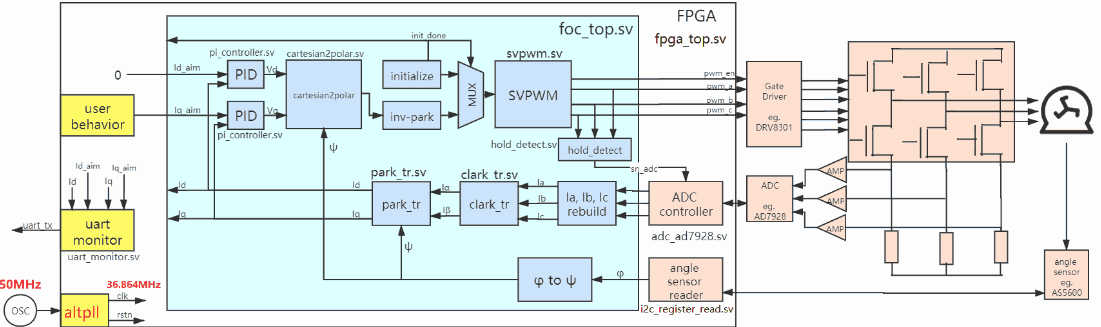 FPGA
fpga_top.sv
foc_top.sv
init_done
pi_controller.sv
cartesian2polar.sv
svpwm.sv
0
Id_aim
PID
Vd
cartesian2polar
initialize
MUX
SVPWM
pwm_en
pwm_a
pwm_b
pwm_c
Gate
Driver
eg.
DRV8301
user
behavior
Iq_aim
PID
Vq
pi_controller.sv
inv-park
ψ
hold_detect.sv
hold_detect
sn_adc
Id_aim
Iq_aim
Id
Iq
uart_tx
uart
monitor
uart_monitor.sv
Id
Iq
park_tr.sv
Id
Iq
park_tr
ψ
clark_tr.sv
Iα
Iβ
clark_tr
Ia
Ib
Ic
Ia, Ib, Ic
rebuild
ADC
controller
adc_ad7928.sv
ADC
eg.
AD7928
AMP
AMP
AMP
φ to ψ
φ
angle
sensor
reader
i2c_register_read.sv
angle
sensor
eg.
AS5600
50MHz
OSC
altpll
36.864MHz
clk
rstn